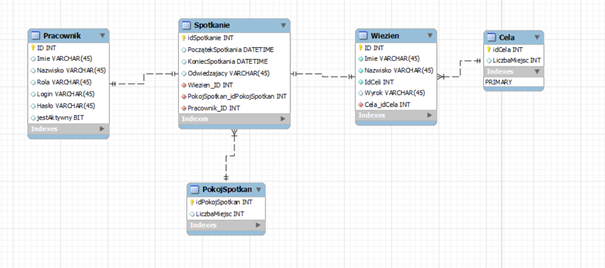 Pracownik
ID INT
Imie VARCHAR(45)
Nazwisko VARCHAR(45)
Rola VARCHAR(45)
Login VARCHAR(45)
Hasło VARCHAR(45)
jestAktywny BIT
Indexes
Spotkanie
idSpotkanie INT
PoczątekSpotkania DATETIME
KoniecSpotkania DATETIME
Odwiedzajacy VARCHAR(45)
Wiezien_ID INT
PokojSpotkan_idPokojSpotkan INT
Pracownik_ID INT
Indexes
Wiezien
ID INT
Imie VARCHAR(45)
Nazwisko VARCHAR(45)
IdCeli INT
Wyrok VARCHAR(45)
Cela_idCela INT
Indexes
Cela
idCela INT
LiczbaMiejsc INT
Indexes
PRIMARY
PokojSpotkan
idPokojSpotkan INT
LiczbaMiejsc INT
Indexes